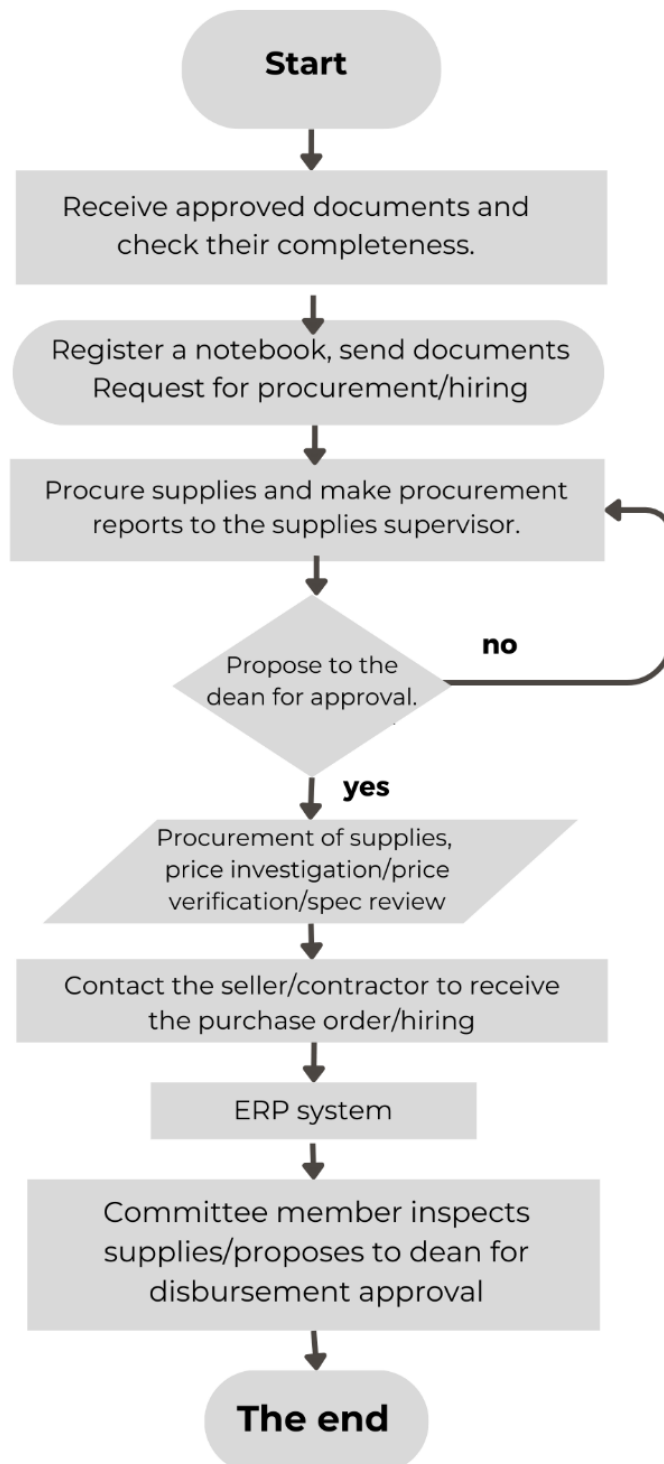 Start
Receive approved documents and
check their completeness.
Register a notebook, send documents
Request for procurement/hiring
Procure supplies and make procurement
reports to the supplies supervisor.
no
Propose to the
dean for approval.
yes
Procurement of supplies,
price investigation/price
verification/spec review
Contact the seller/contractor to receive
the purchase order/hiring
ERP system
Committee member inspects
supplies/proposes to dean for
disbursement approval
The end